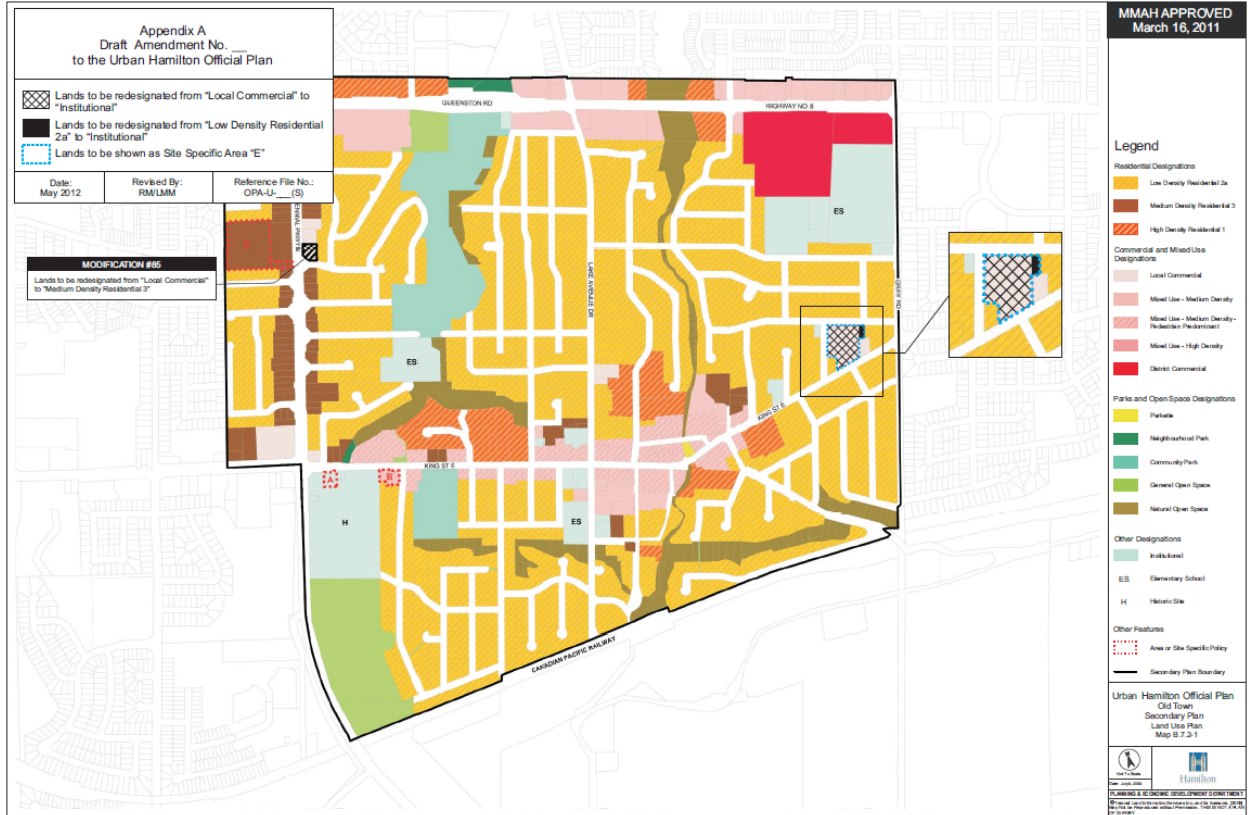 Appendix A
Draft Amendment No. __
to the Urban Hamilton Official Plan
Lands to be redesignated from "Local Commercial" to
"Institutional"
Lands to be redesignated from "Low Density Residential
2a" to "Institutional"
Lands to be shown as Site Specific Area "E"
Date:
May 2012
Revised By:
RM/LMM
Reference File No.:
OPA-U-___(S)
MODIFICATION #85
Lands to be redesignated from "Local Commercial"
to "Medium Density Residential 3"
QUEENSTON RD
HIGHWAY NO 8
LAKE AVENUE DR
GRAY RD
KING ST E
KING ST E
CANADIAN PACIFIC RAILWAY
ES
ES
ES
H
A
B
MMAH APPROVED
March 16, 2011
Legend
Residential Designations
Low Density Residential 2a
Medium Density Residential 3
High Density Residential 1
Commercial and Mixed Use
Designations
Local Commercial
Mixed Use - Medium Density
Mixed Use - Medium Density -
Pedestrian Predominant
Mixed Use - High Density
District Commercial
Parks and Open Space Designations
Parkette
Neighbourhood Park
Community Park
General Open Space
Natural Open Space
Other Designations
Institutional
ES Elementary School
H Historic Site
Other Features
Area or Site Specific Policy
Secondary Plan Boundary
Urban Hamilton Official Plan
Old Town
Secondary Plan
Land Use Plan
Map B.7.2-1
Not To Scale
Hamilton
PLANNING & ECONOMIC DEVELOPMENT DEPARTMENT